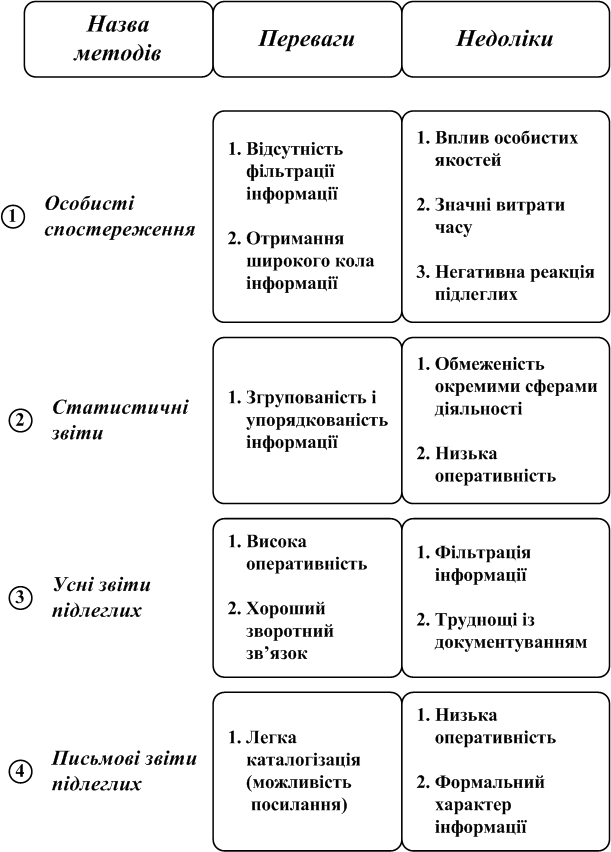 Назва
методів
Переваги
Недоліки
1
Особисті
спостереження
1. Відсутність
фільтрації
інформації
2. Отримання
широкого кола
інформації
1. Вплив особистих
якостей
2. Значні витрати
часу
3. Негативна реакція
підлеглих
2
Статистичні
звіти
1. Згрупованість і
упорядкованість
інформації
1. Обмеженість
окремими сферами
діяльності
2. Низька
оперативність
3
Усні звіти
підлеглих
1. Висока
оперативність
2. Хороший
зворотний
зв’язок
1. Фільтрація
інформації
2. Труднощі із
документуванням
4
Письмові звіти
підлеглих
1. Легка
каталогізація
(можливість
посилання)
1. Низька
оперативність
2. Формальний
характер
інформації